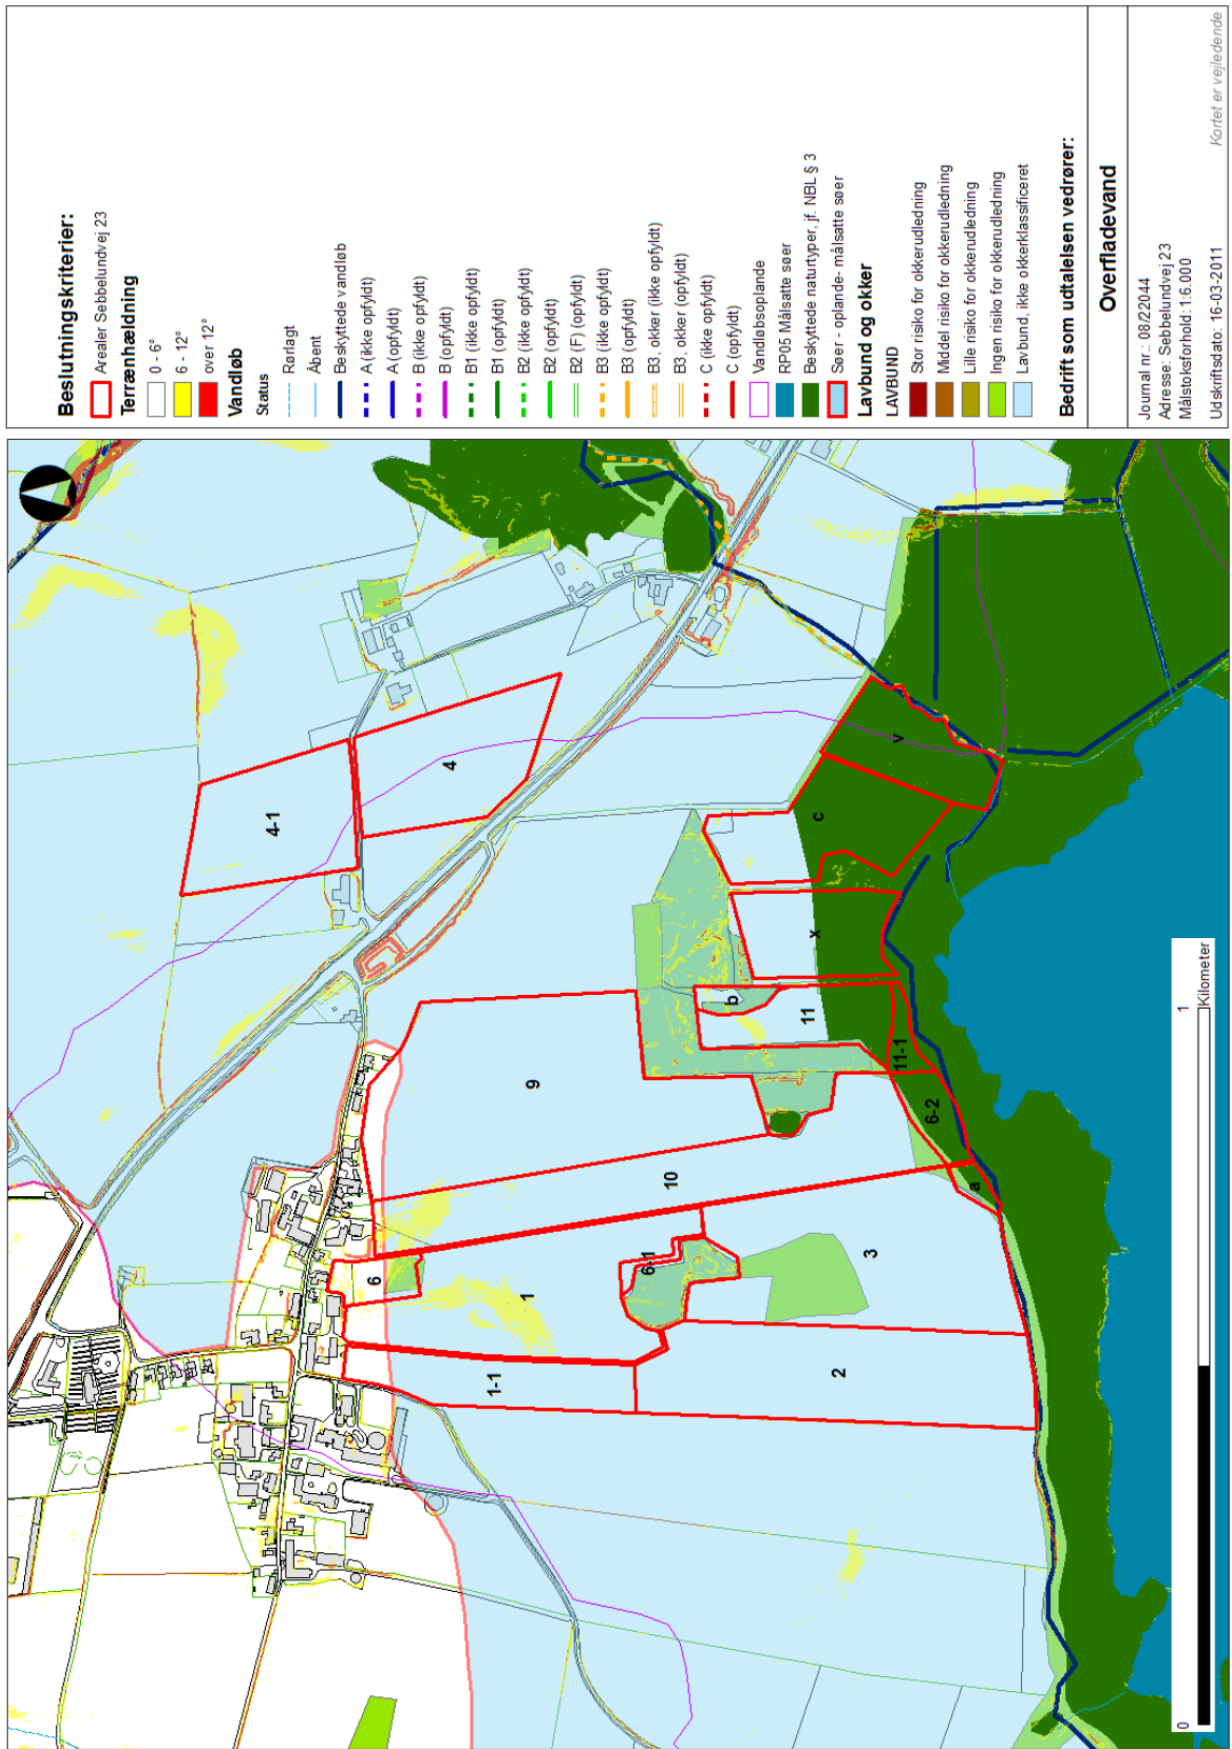 Beslutningskriterier:
Arealer Sebbelundvej 23
Terrænhældning
0 - 6°
6 - 12°
over 12°
Vandløb
Status
Rørlagt
Åbent
Beskyttede vandløb
A (ikke opfyldt)
A (opfyldt)
B (ikke opfyldt)
B (opfyldt)
B1 (ikke opfyldt)
B1 (opfyldt)
B2 (ikke opfyldt)
B2 (opfyldt)
B2 (F) (opfyldt)
B3 (ikke opfyldt)
B3 (opfyldt)
B3, okker (ikke opfyldt)
B3, okker (opfyldt)
C (ikke opfyldt)
C (opfyldt)
Vandløbsoplande
RP05 Målsatte søer
Beskyttede naturtyper, jf. NBL § 3
Søer - oplande- målsatte søer
Lavbund og okker
LAVBUND
Stor risiko for okkerudledning
Middel risiko for okkerudledning
Lille risiko for okkerudledning
Ingen risiko for okkerudledning
Lavbund, ikke okkerklassificeret
Bedrift som udtalelsen vedrører:
Overfladevand
Journal nr.: 08/22044
Adresse: Sebbelundvej 23
Målstoksforhold: 1:6.000
Udskriftsdato: 16-03-2011
Kortet er vejledende
4-1
4
9
10
6
1
1-1
6-1
3
2
b
11
x
c
v
11-1
6-2
a
0
1
Kilometer